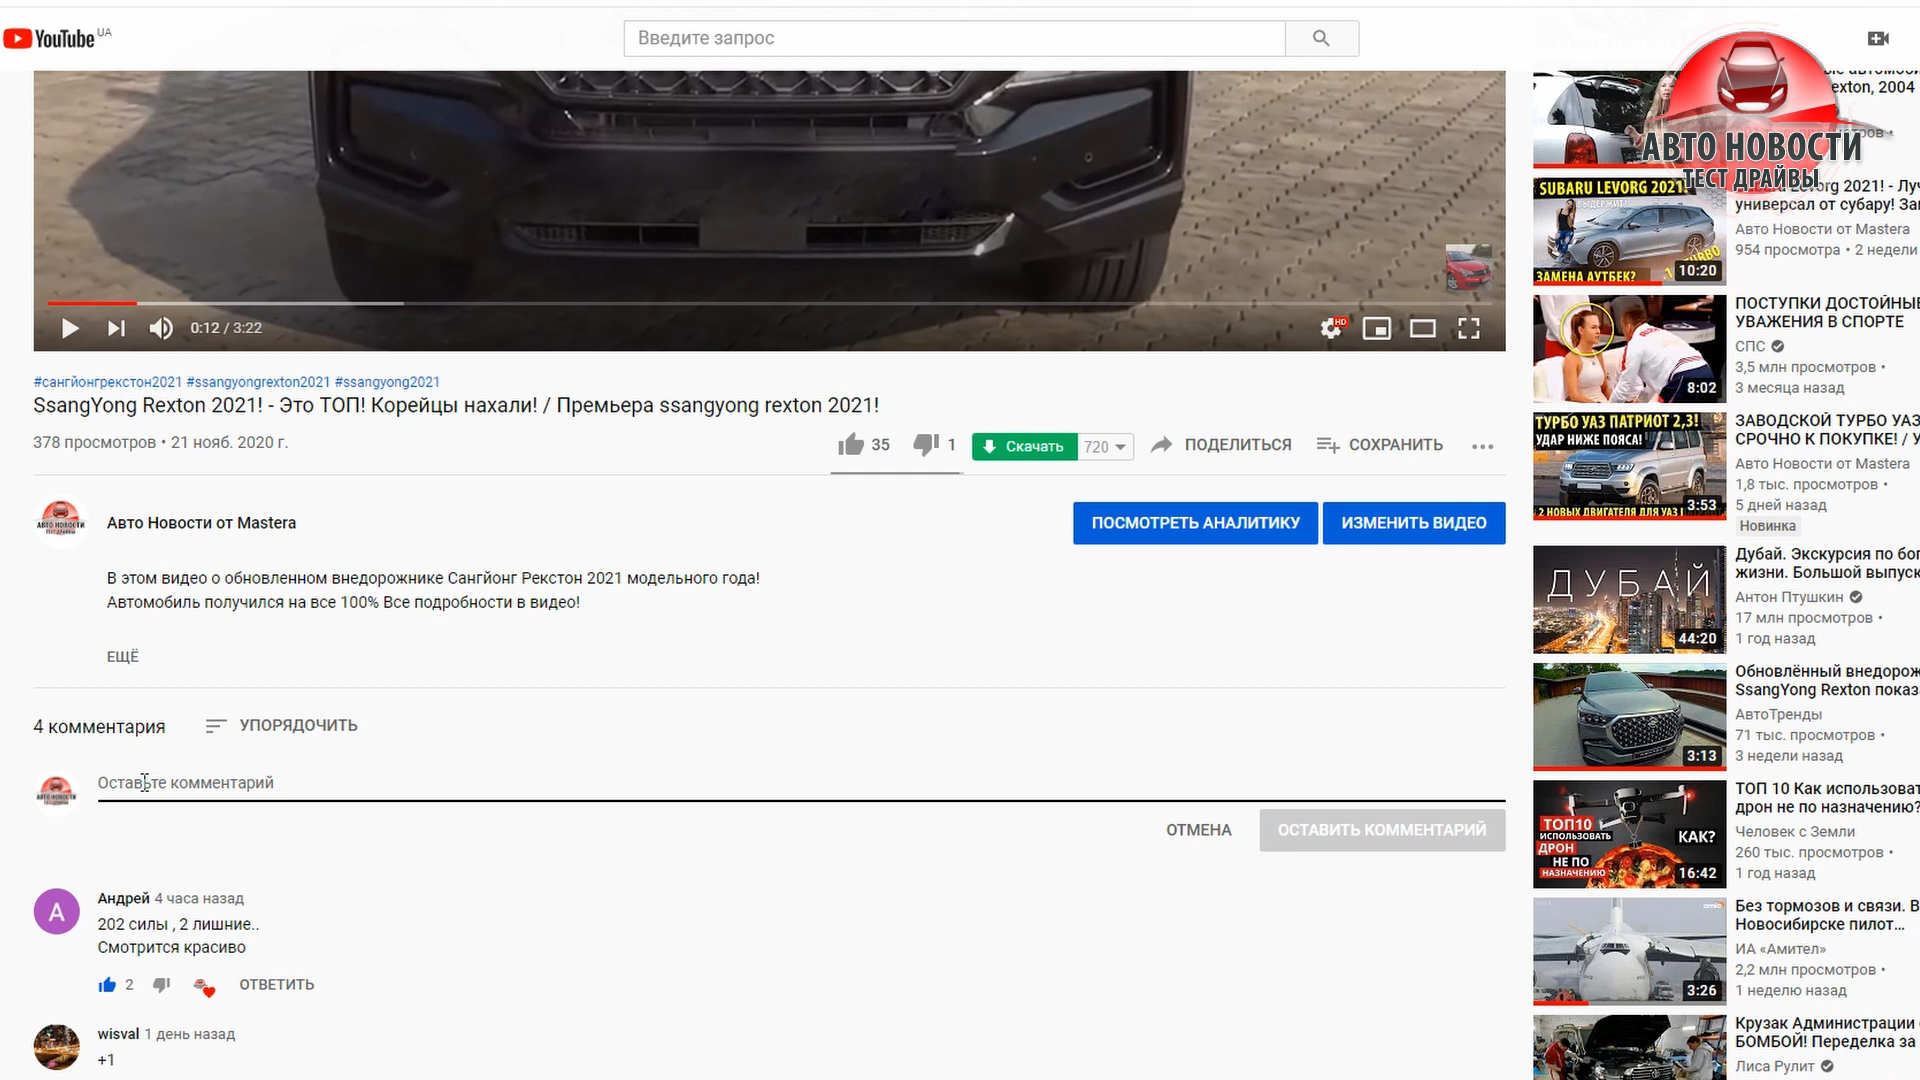 YouTube UA
Введите запрос
АВТО НОВОСТИ
ТЕСТ ДРАЙВЫ
exton, 2004
0:12 / 3:22
HD
#сангйонгрекстон2021 #ssangyongrexton2021 #ssangyong2021
SsangYong Rexton 2021! - Это ТОП! Корейцы нахали! / Премьера ssangyong rexton 2021!
378 просмотров • 21 нояб. 2020 г.
35
1
Скачать
720
ПОДЕЛИТЬСЯ
СОХРАНИТЬ
Авто Новости от Mastera
ПОСМОТРЕТЬ АНАЛИТИКУ
ИЗМЕНИТЬ ВИДЕО
В этом видео о обновленном внедорожнике Сангйонг Рекстон 2021 модельного года!
Автомобиль получился на все 100% Все подробности в видео!
ЕЩЁ
4 комментария
УПОРЯДОЧИТЬ
Оставьте комментарий
ОТМЕНА
ОСТАВИТЬ КОММЕНТАРИЙ
А
Андрей 4 часа назад
202 силы , 2 лишние..
Смотрится красиво
2
ОТВЕТИТЬ
wisval 1 день назад
+1
SUBARU LEVORG 2021!
ВЫДЕРЖИТ?
ЗАМЕНА АУТБЕК?
10:20
org 2021! - Лу
универсал от субару! За
Авто Новости от Mastera
954 просмотра • 2 недели
8:02
ПОСТУПКИ ДОСТОЙНЫЕ
УВАЖЕНИЯ В СПОРТЕ
СПС
3,5 млн просмотров •
3 месяца назад
ТУРБО УАЗ ПАТРИОТ 2,3!
УДАР НИЖЕ ПОЯСА!
2 НОВЫХ ДВИГАТЕЛЯ ДЛЯ УАЗ
3:53
ЗАВОДСКОЙ ТУРБО УАЗ
СРОЧНО К ПОКУПКЕ! / У
Авто Новости от Mastera
1,8 тыс. просмотров •
5 дней назад
Новинка
ДУБАЙ
44:20
Дубай. Экскурсия по бог
жизни. Большой выпуск
Антон Птушкин
17 млн просмотров •
1 год назад
3:13
Обновлённый внедорож
SsangYong Rexton показа
АвтоТренды
71 тыс. просмотров •
3 недели назад
ТОП10
ИСПОЛЬЗОВАТЬ
ДРОН
НЕ ПО
НАЗНАЧЕНИЮ?
КАК?
16:42
ТОП 10 Как использоват
дрон не по назначению?
Человек с Земли
260 тыс. просмотров •
1 год назад
3:26
Без тормозов и связи. В
Новосибирске пилот...
ИА «Амител»
2,2 млн просмотров •
1 неделю назад
Крузак Администрации
БОМБОЙ! Переделка за
Лиса Рулит